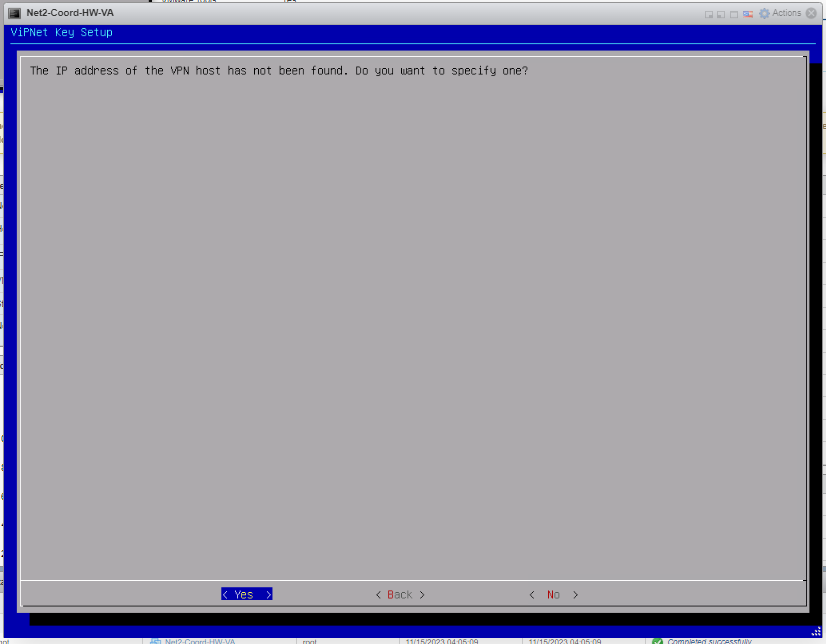 Net2-Coord-HW-VA
Actions
ViPNet Key Setup
The IP address of the VPN host has not been found. Do you want to specify one?
< Yes >
< Back >
< No >
Net2-Coord-HW-VA root 11/15/2023 04:05:09 11/15/2023 04:05:09 Completed successfully